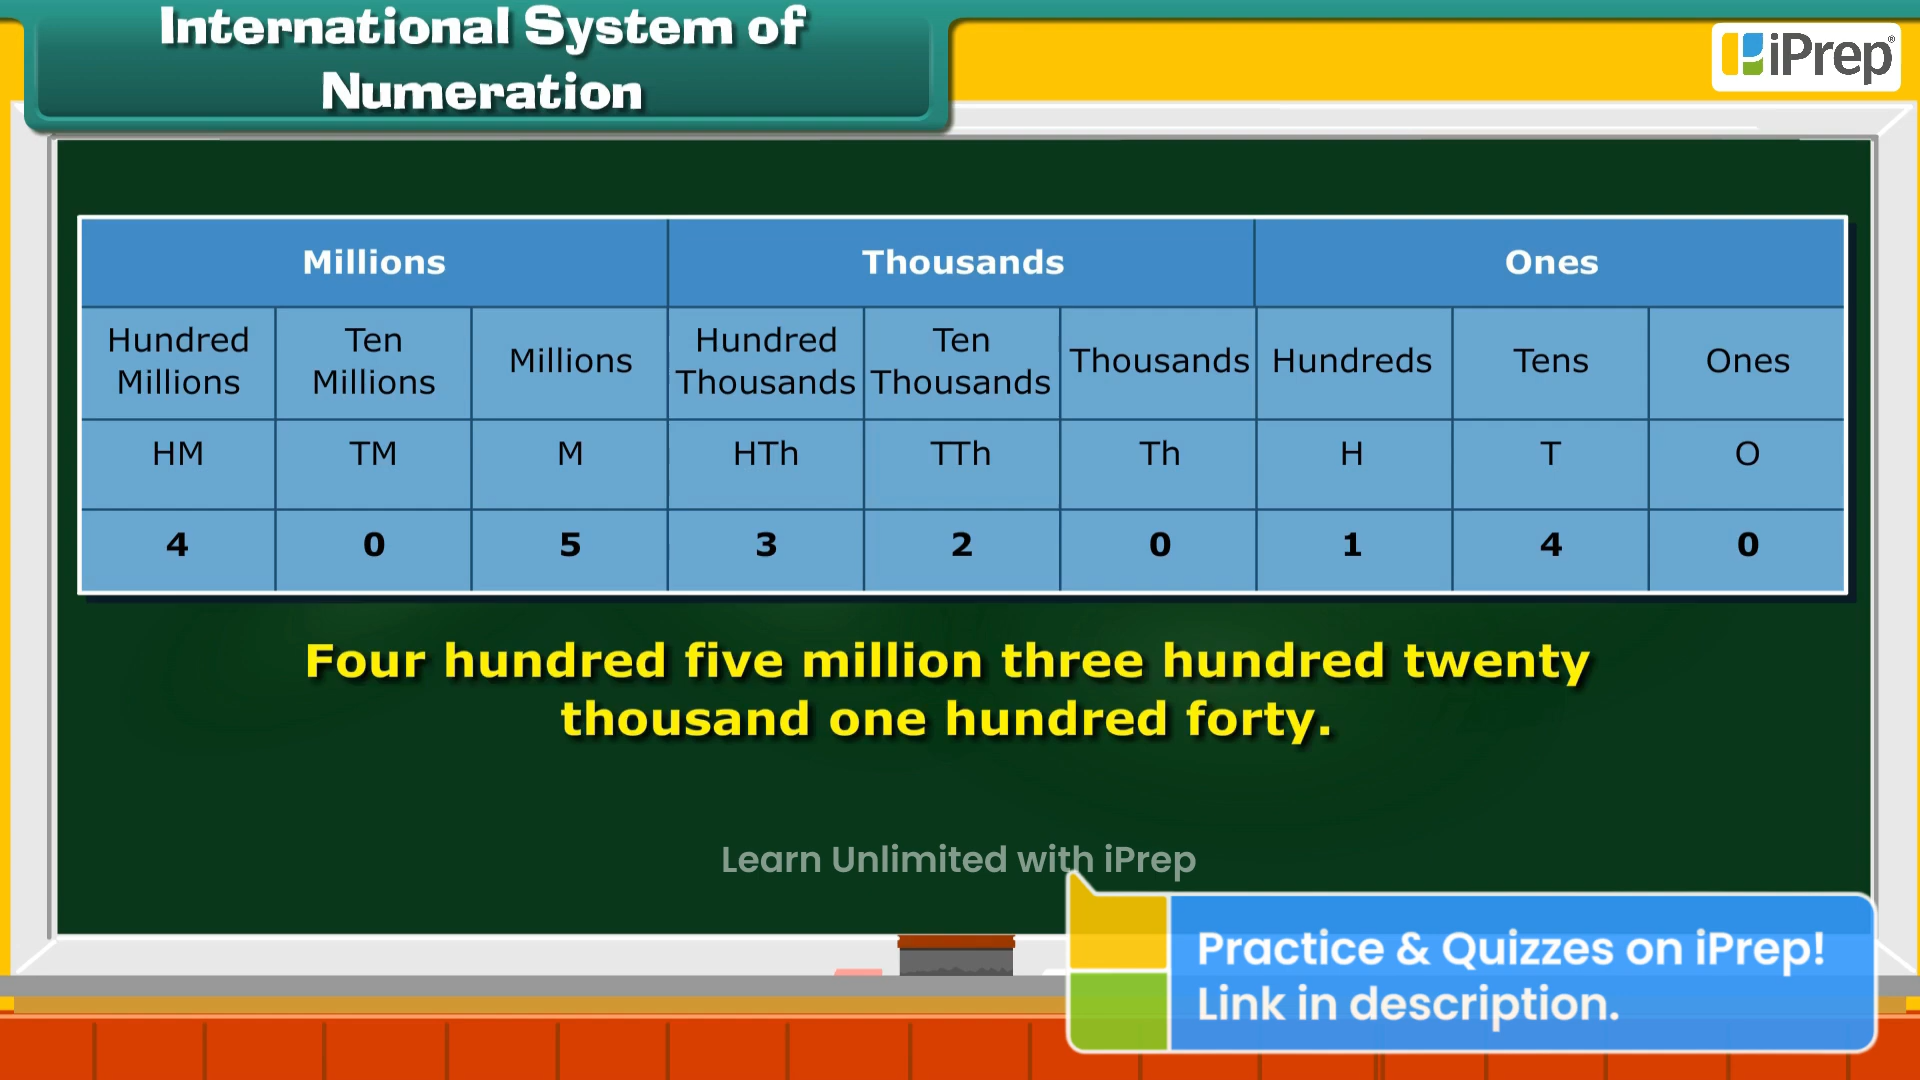 International System of
Numeration
iPrep®
Millions Thousands Ones
Hundred Millions Ten Millions Millions Hundred Thousands Ten Thousands Thousands Hundreds Tens Ones
HM TM M HTh TTh Th H T O
4 0 5 3 2 0 1 4 0
Four hundred five million three hundred twenty
thousand one hundred forty.
Learn Unlimited with iPrep
Practice & Quizzes on iPrep!
Link in description.